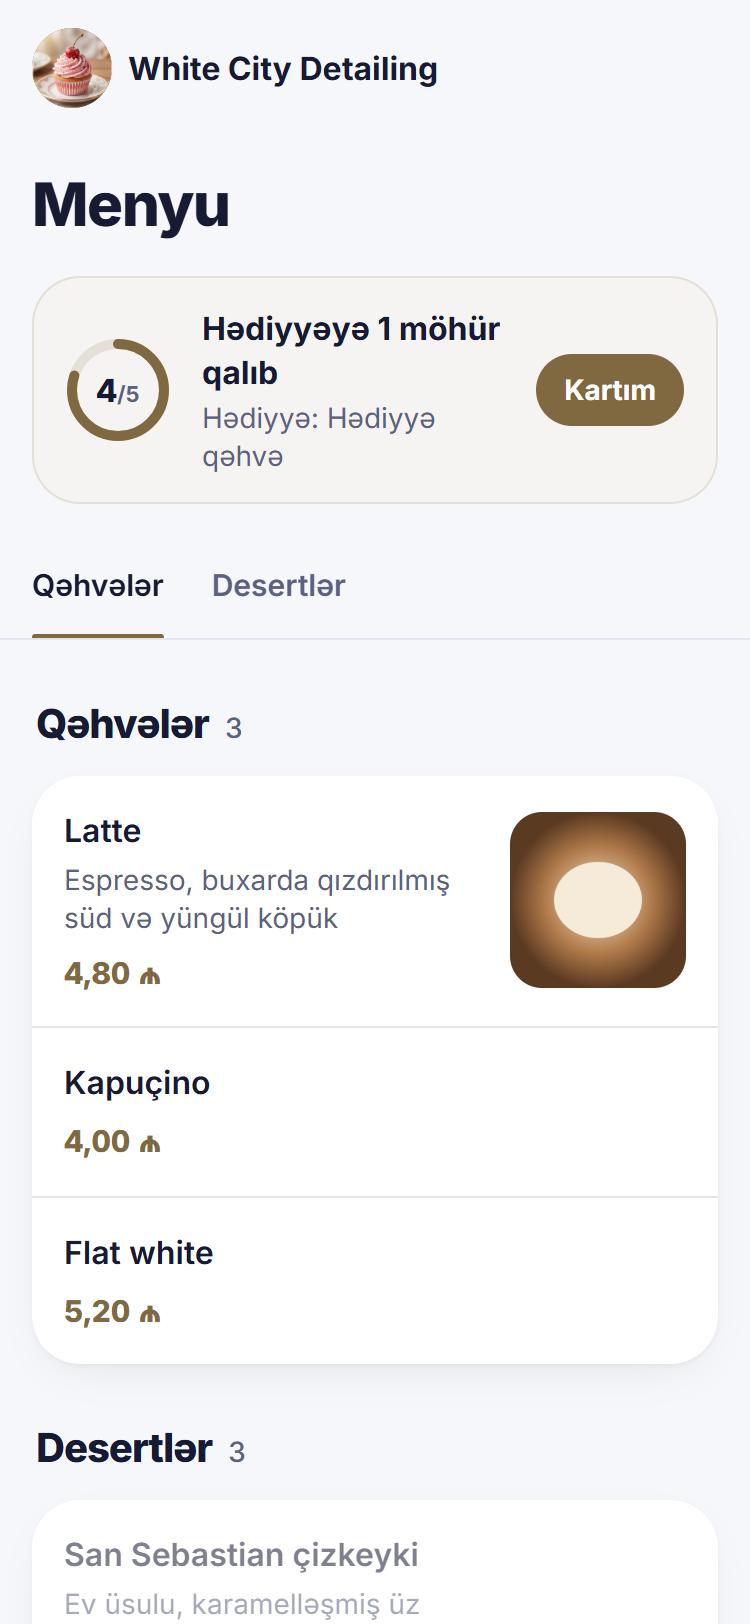 White City Detailing
Menyu
4/5
Hədiyyəyə 1 möhür
qalıb
Hədiyyə: Hədiyyə
qəhvə
Kartım
Qəhvələr
Desertlər
Qəhvələr 3
Latte
Espresso, buxarda qızdırılmış
süd və yüngül köpük
4,80 ₼
Kapuçino
4,00 ₼
Flat white
5,20 ₼
Desertlər 3
San Sebastian çizkeyki
Ev üsulu, karamelləşmiş üz